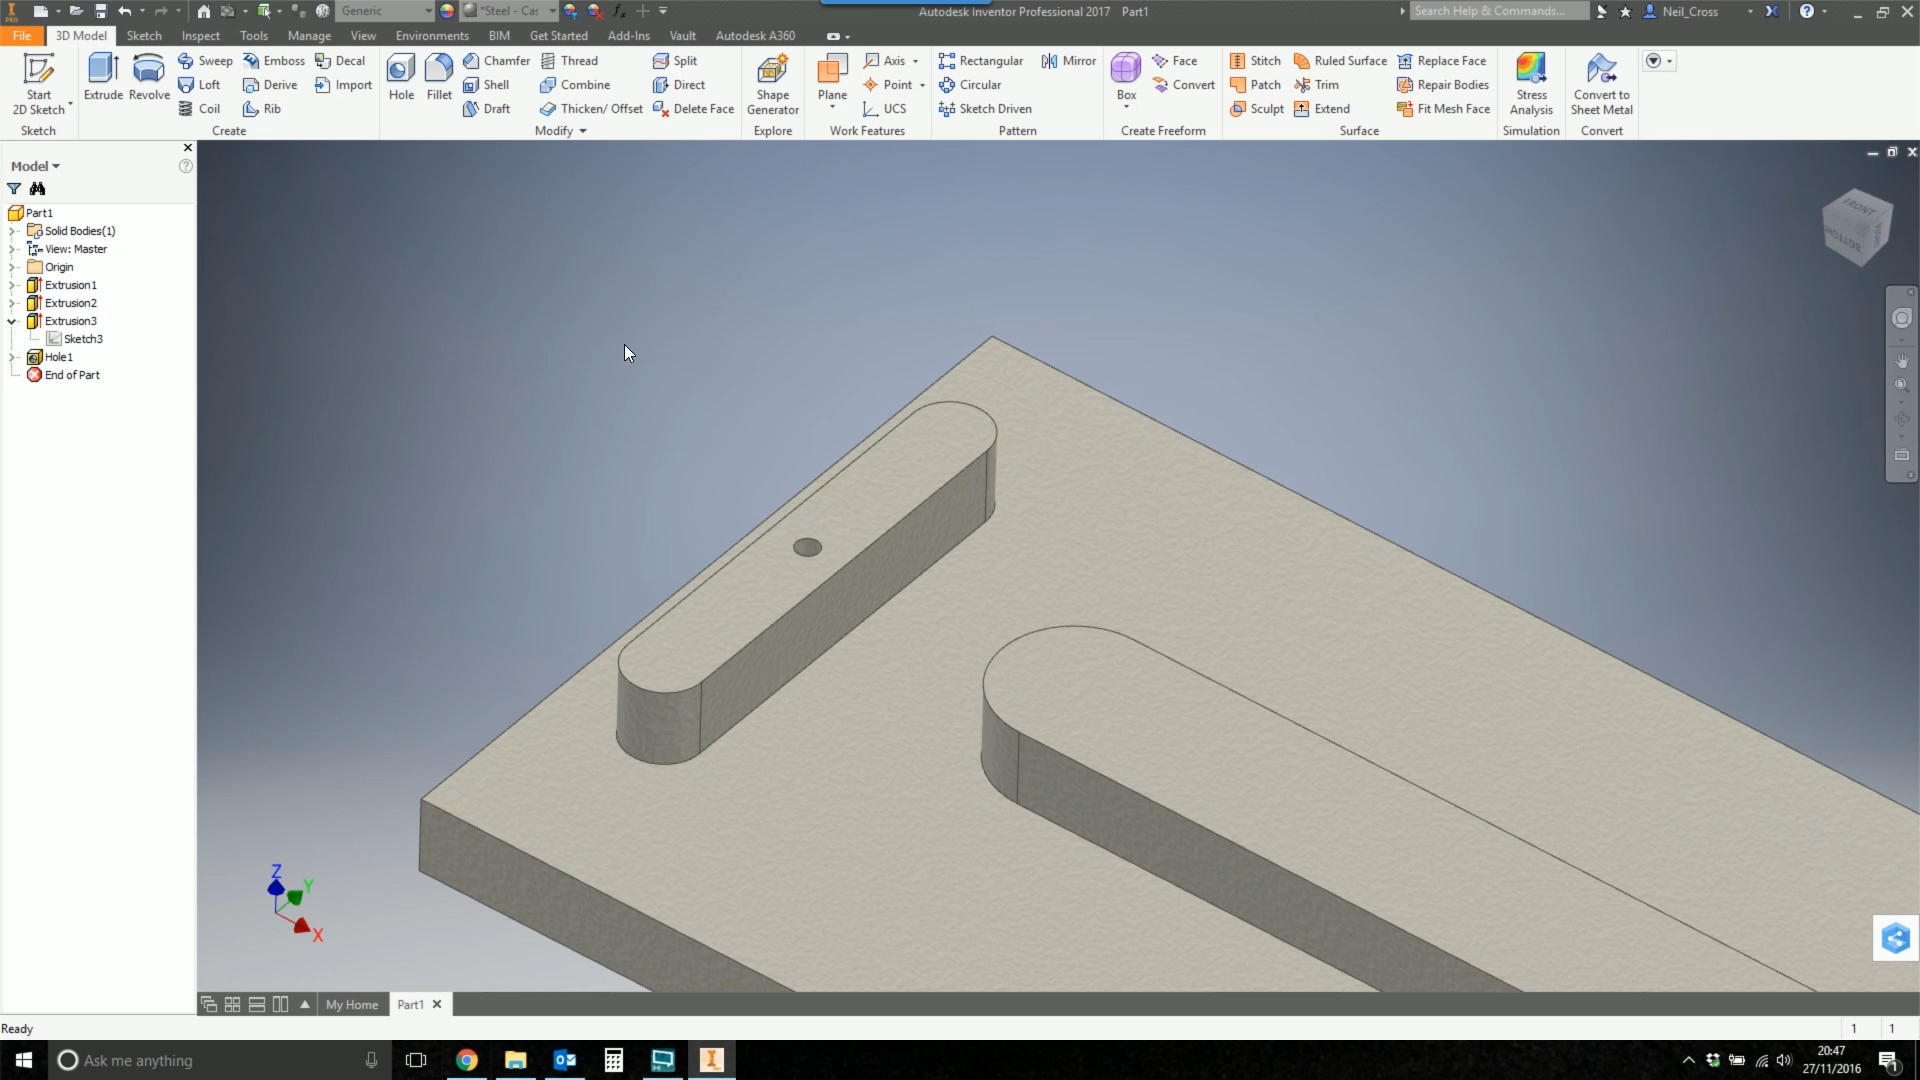 Generic *Steel - Cas fx Autodesk Inventor Professional 2017 Part1 Search Help & Commands... Neil_Cross
File 3D Model Sketch Inspect Tools Manage View Environments BIM Get Started Add-Ins Vault Autodesk A360
Sweep Emboss Decal Chamfer Thread Split Axis Rectangular Mirror Face Stitch Ruled Surface Replace Face
Loft Derive Import Shell Combine Direct Point Circular Convert Patch Trim Repair Bodies
Start 2D Sketch Extrude Revolve Hole Fillet Shape Generator Plane Box Stress Analysis Convert to Sheet Metal
Coil Rib Draft Thicken/ Offset Delete Face UCS Sketch Driven Sculpt Extend Fit Mesh Face
Sketch Create Modify Explore Work Features Pattern Create Freeform Surface Simulation Convert
Model
Part1
Solid Bodies(1)
View: Master
Origin
Extrusion1
Extrusion2
Extrusion3
Sketch3
Hole1
End of Part
FRONT
BOTTOM
Z
Y
X
My Home Part1
Ready 1 1
Ask me anything
20:47
27/11/2016